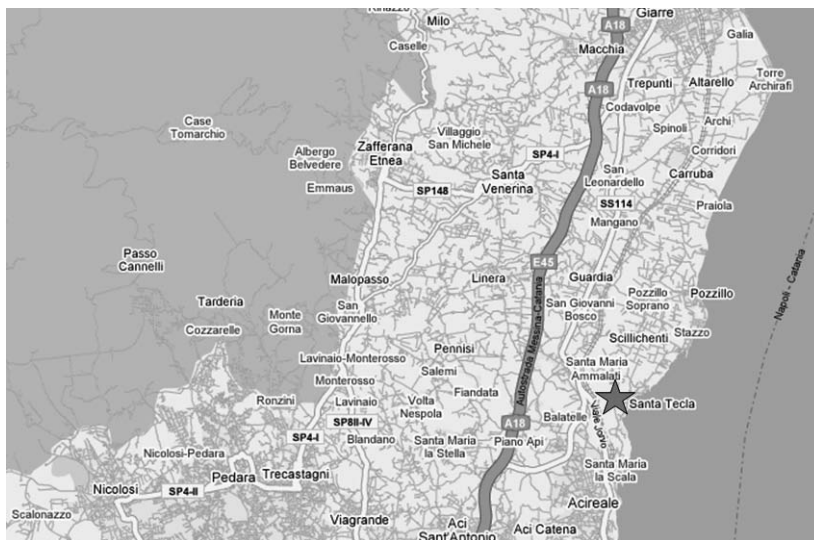 Rinazzo
Milo
Caselle
A18
Giarre
Macchia
Galia
A18
Trepunti
Altarello
Torre
Archirafi
Codavolpe
Case
Tomarchio
Zafferana
Etnea
Villaggio
San Michele
Spinoli
Archi
Albergo
Belvedere
SP4-I
Corridori
Emmaus
SP148
Santa
Venerina
San
Leonardello
Carruba
SS114
Mangano
Praiola
Passo
Cannelli
E45
Malopasso
Linera
Guardia
Napoli - Catania
Tarderia
San
Giovannello
San Giovanni
Bosco
Pozzillo
Soprano
Pozzillo
Cozzarelle
Monte
Gorna
Autostrada Messina-Catania
Scillichenti
Stazzo
Lavinaio-Monterosso
Pennisi
Santa Maria
Ammalati
Monterosso
Salemi
Ronzini
Lavinaio
Volta
Nespola
Fiandata
Santa Tecla
SP8II-IV
Balatelle
Viale Jonio
SP4-I
Blandano
Santa Maria
la Stella
A18
Piano Api
Nicolosi-Pedara
Santa Maria
la Scala
Nicolosi
SP4-II
Pedara
Trecastagni
Scalonazzo
Viagrande
Aci
Sant'Antonio
Aci Catena
Acireale